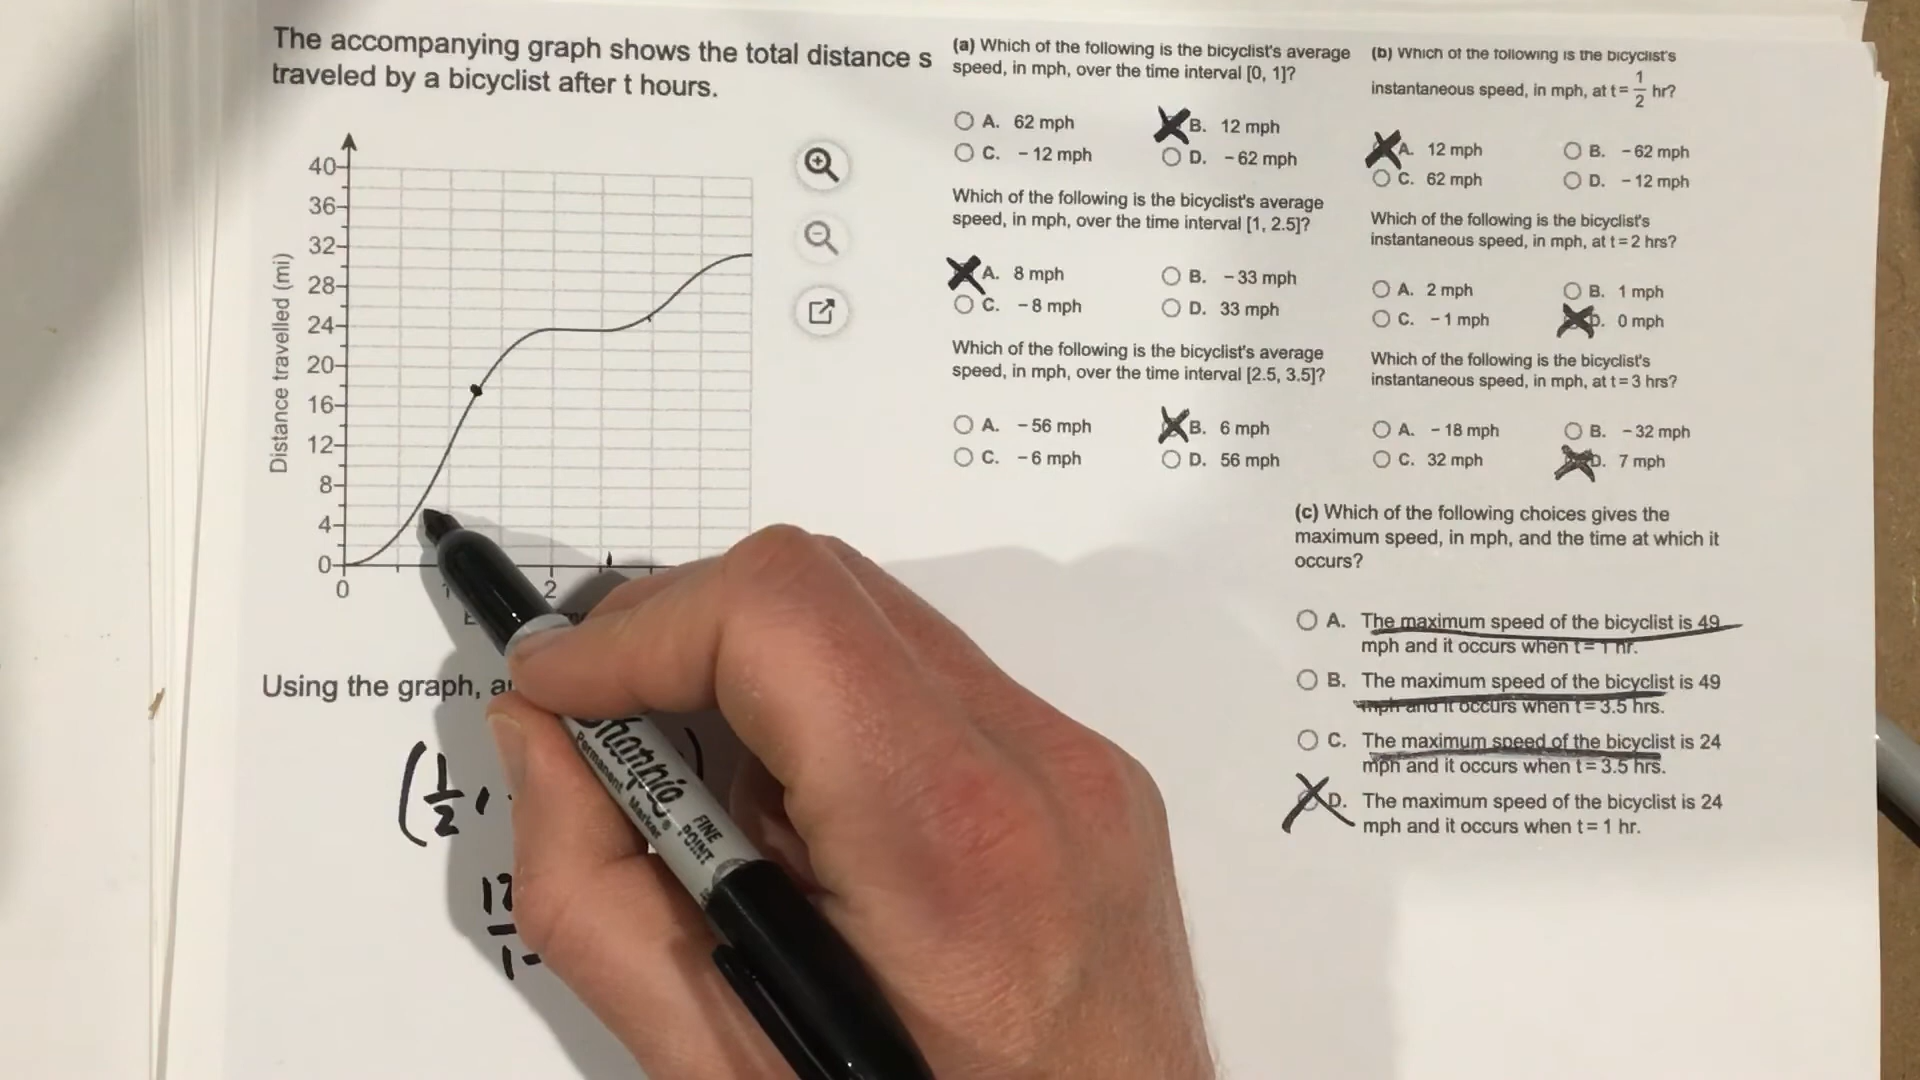 The accompanying graph shows the total distance s
traveled by a bicyclist after t hours.
40
36
32
28
24
20
16
12
8
4
0
Distance travelled (mi)
0
1
2
E
Using the graph, a
(1/2,
)
12
1-
Sharpie
Permanent Marker
FINE
POINT
(a) Which of the following is the bicyclist's average
speed, in mph, over the time interval [0, 1]?
A. 62 mph
B. 12 mph
C. - 12 mph
D. - 62 mph
Which of the following is the bicyclist's average
speed, in mph, over the time interval [1, 2.5]?
A. 8 mph
B. - 33 mph
C. - 8 mph
D. 33 mph
Which of the following is the bicyclist's average
speed, in mph, over the time interval [2.5, 3.5]?
A. - 56 mph
B. 6 mph
C. - 6 mph
D. 56 mph
(b) Which of the following is the bicyclist's
instantaneous speed, in mph, at t = 1/2 hr?
A. 12 mph
B. - 62 mph
C. 62 mph
D. - 12 mph
Which of the following is the bicyclist's
instantaneous speed, in mph, at t = 2 hrs?
A. 2 mph
B. 1 mph
C. - 1 mph
D. 0 mph
Which of the following is the bicyclist's
instantaneous speed, in mph, at t = 3 hrs?
A. - 18 mph
B. - 32 mph
C. 32 mph
D. 7 mph
(c) Which of the following choices gives the
maximum speed, in mph, and the time at which it
occurs?
A. The maximum speed of the bicyclist is 49
mph and it occurs when t = 1 hr.
B. The maximum speed of the bicyclist is 49
mph and it occurs when t = 3.5 hrs.
C. The maximum speed of the bicyclist is 24
mph and it occurs when t = 3.5 hrs.
D. The maximum speed of the bicyclist is 24
mph and it occurs when t = 1 hr.